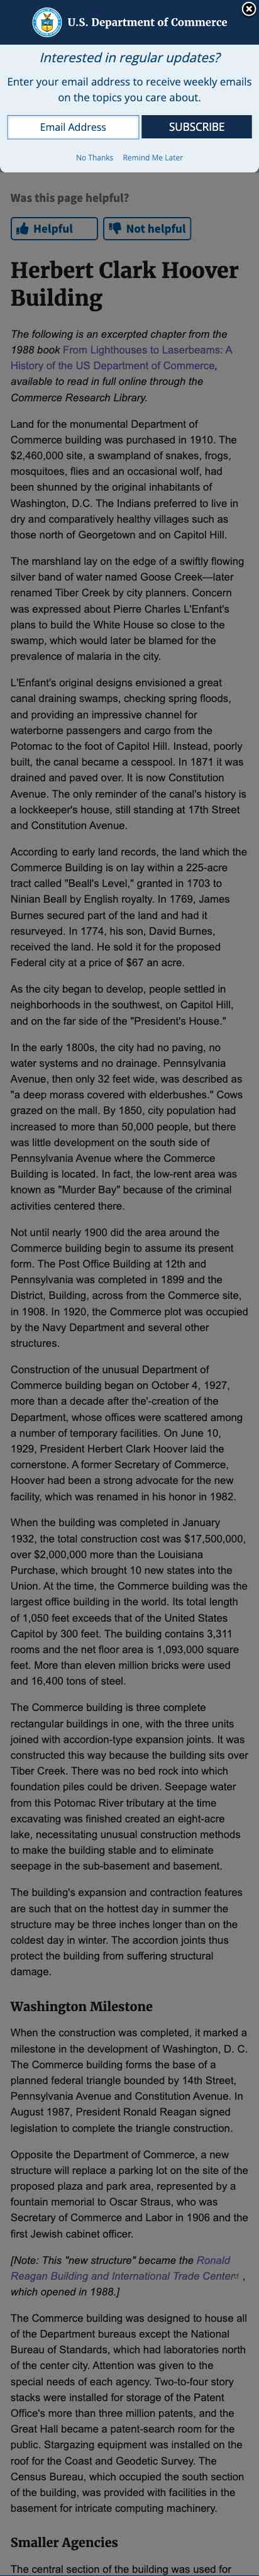 U.S. Department of Commerce
Interested in regular updates?
Enter your email address to receive weekly emails
on the topics you care about.
Email Address
SUBSCRIBE
No Thanks Remind Me Later
Was this page helpful?
Helpful
Not helpful
Herbert Clark Hoover
Building
The following is an excerpted chapter from the
1988 book From Lighthouses to Laserbeams: A
History of the US Department of Commerce,
available to read in full online through the
Commerce Research Library.
Land for the monumental Department of
Commerce building was purchased in 1910. The
$2,460,000 site, a swampland of snakes, frogs,
mosquitoes, flies and an occasional wolf, had
been shunned by the original inhabitants of
Washington, D.C. The Indians preferred to live in
dry and comparatively healthy villages such as
those north of Georgetown and on Capitol Hill.
The marshland lay on the edge of a swiftly flowing
silver band of water named Goose Creek—later
renamed Tiber Creek by city planners. Concern
was expressed about Pierre Charles L'Enfant's
plans to build the White House so close to the
swamp, which would later be blamed for the
prevalence of malaria in the city.
L'Enfant's original designs envisioned a great
canal draining swamps, checking spring floods,
and providing an impressive channel for
waterborne passengers and cargo from the
Potomac to the foot of Capitol Hill. Instead, poorly
built, the canal became a cesspool. In 1871 it was
drained and paved over. It is now Constitution
Avenue. The only reminder of the canal's history is
a lockkeeper's house, still standing at 17th Street
and Constitution Avenue.
According to early land records, the land which the
Commerce Building is on lay within a 225-acre
tract called "Beall's Level," granted in 1703 to
Ninian Beall by English royalty. In 1769, James
Burnes secured part of the land and had it
resurveyed. In 1774, his son, David Burnes,
received the land. He sold it for the proposed
Federal city at a price of $67 an acre.
As the city began to develop, people settled in
neighborhoods in the southwest, on Capitol Hill,
and on the far side of the "President's House."
In the early 1800s, the city had no paving, no
water systems and no drainage. Pennsylvania
Avenue, then only 32 feet wide, was described as
"a deep morass covered with elderbushes." Cows
grazed on the mall. By 1850, city population had
increased to more than 50,000 people, but there
was little development on the south side of
Pennsylvania Avenue where the Commerce
Building is located. In fact, the low-rent area was
known as "Murder Bay" because of the criminal
activities centered there.
Not until nearly 1900 did the area around the
Commerce building begin to assume its present
form. The Post Office Building at 12th and
Pennsylvania was completed in 1899 and the
District, Building, across from the Commerce site,
in 1908. In 1920, the Commerce plot was occupied
by the Navy Department and several other
structures.
Construction of the unusual Department of
Commerce building began on October 4, 1927,
more than a decade after the'-creation of the
Department, whose offices were scattered among
a number of temporary facilities. On June 10,
1929, President Herbert Clark Hoover laid the
cornerstone. A former Secretary of Commerce,
Hoover had been a strong advocate for the new
facility, which was renamed in his honor in 1982.
When the building was completed in January
1932, the total construction cost was $17,500,000,
over $2,000,000 more than the Louisiana
Purchase, which brought 10 new states into the
Union. At the time, the Commerce building was the
largest office building in the world. Its total length
of 1,050 feet exceeds that of the United States
Capitol by 300 feet. The building contains 3,311
rooms and the net floor area is 1,093,000 square
feet. More than eleven million bricks were used
and 16,400 tons of steel.
The Commerce building is three complete
rectangular buildings in one, with the three units
joined with accordion-type expansion joints. It was
constructed this way because the building sits over
Tiber Creek. There was no bed rock into which
foundation piles could be driven. Seepage water
from this Potomac River tributary at the time
excavating was finished created an eight-acre
lake, necessitating unusual construction methods
to make the building stable and to eliminate
seepage in the sub-basement and basement.
The building's expansion and contraction features
are such that on the hottest day in summer the
structure may be three inches longer than on the
coldest day in winter. The accordion joints thus
protect the building from suffering structural
damage.
Washington Milestone
When the construction was completed, it marked a
milestone in the development of Washington, D. C.
The Commerce building forms the base of a
planned federal triangle bounded by 14th Street,
Pennsylvania Avenue and Constitution Avenue. In
August 1987, President Ronald Reagan signed
legislation to complete the triangle construction.
Opposite the Department of Commerce, a new
structure will replace a parking lot on the site of the
proposed plaza and park area, represented by a
fountain memorial to Oscar Straus, who was
Secretary of Commerce and Labor in 1906 and the
first Jewish cabinet officer.
[Note: This "new structure" became the Ronald
Reagan Building and International Trade Center ,
which opened in 1988.]
The Commerce building was designed to house all
of the Department bureaus except the National
Bureau of Standards, which had laboratories north
of the center city. Attention was given to the
special needs of each agency. Two-to-four story
stacks were installed for storage of the Patent
Office's more than three million patents, and the
Great Hall became a patent-search room for the
public. Stargazing equipment was installed on the
roof for the Coast and Geodetic Survey. The
Census Bureau, which occupied the south section
of the building, was provided with facilities in the
basement for intricate computing machinery.
Smaller Agencies
The central section of the building was used for